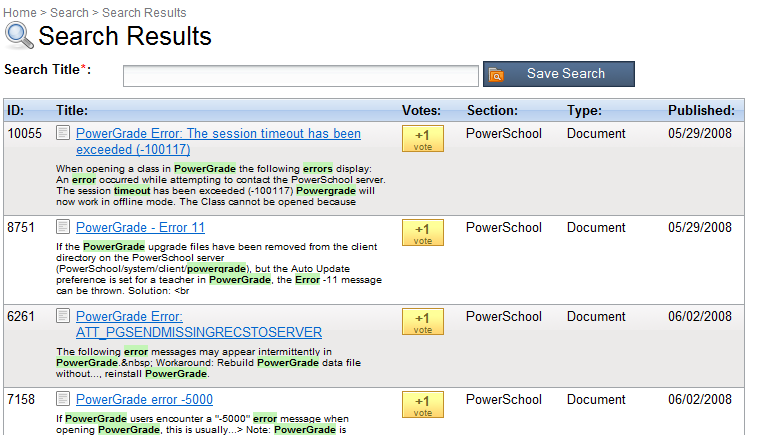 Home > Search > Search Results
Search Results
Search Title*:
Save Search
ID: Title: Votes: Section: Type: Published:
10055 PowerGrade Error: The session timeout has been +1 PowerSchool Document 05/29/2008
exceeded (-100117) vote
When opening a class in PowerGrade the following errors display:
An error occurred while attempting to contact the PowerSchool server.
The session timeout has been exceeded (-100117) Powergrade will
now work in offline mode. The Class cannot be opened because
8751 PowerGrade - Error 11 +1 PowerSchool Document 05/29/2008
vote
If the PowerGrade upgrade files have been removed from the client
directory on the PowerSchool server
(PowerSchool/system/client/powergrade), but the Auto Update
preference is set for a teacher in PowerGrade, the Error -11 message
can be thrown. Solution: <br
6261 PowerGrade Error: +1 PowerSchool Document 06/02/2008
ATT_PGSENDMISSINGRECSTOSERVER vote
The following error messages may appear intermittently in
PowerGrade.&nbsp; Workaround: Rebuild PowerGrade data file
without..., reinstall PowerGrade.
7158 PowerGrade error -5000 +1 PowerSchool Document 06/02/2008
vote
If PowerGrade users encounter a "-5000" error message when
opening PowerGrade, this is usually...> Note: PowerGrade is